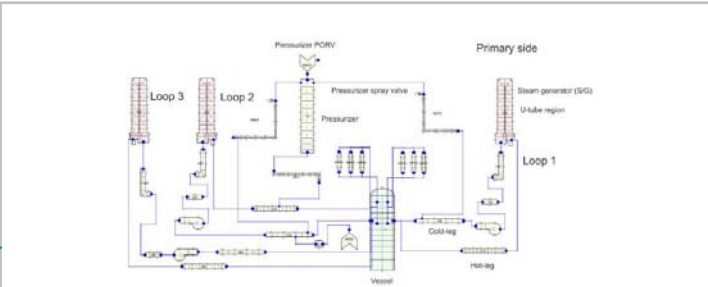 Pressurizer PORV
Primary side
Loop 3
Loop 2
Pressurizer spray valve
Steam generator (S/G)
U-tube region
Pressurizer
Loop 1
Cold-leg
Hot-leg
Vessel